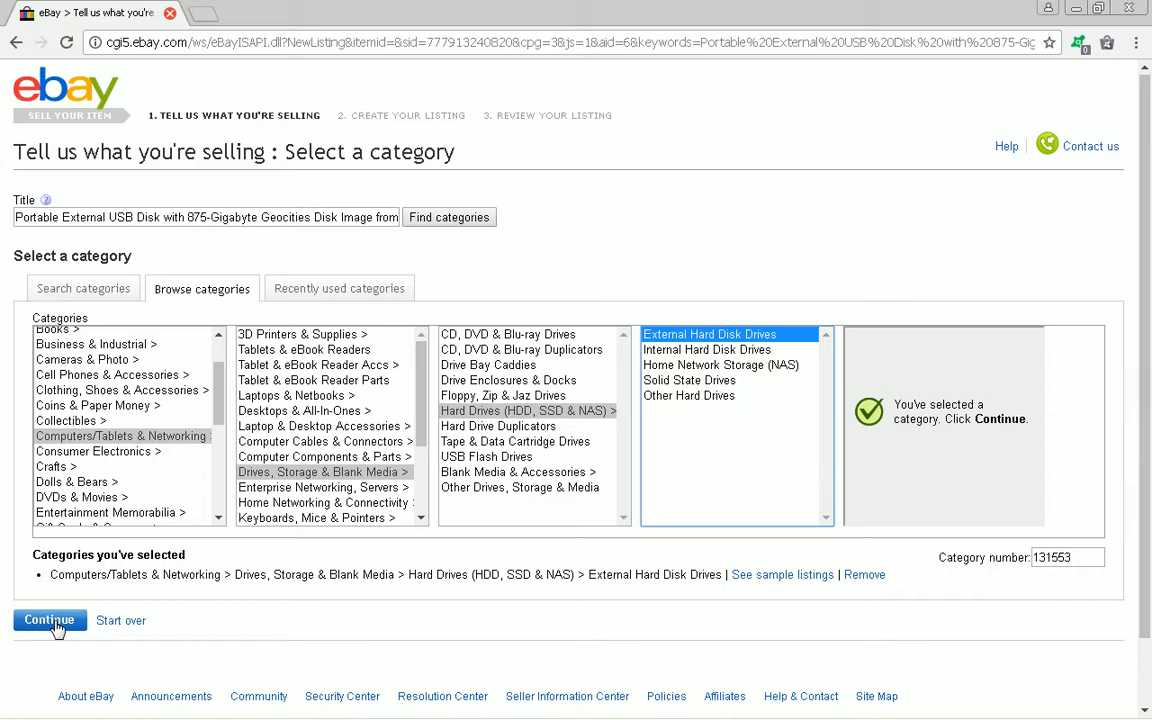 eBay > Tell us what you're
cgi5.ebay.com/ws/eBayISAPI.dll?NewListing&itemid=&sid=777913240820&cpg=3&js=1&aid=6&keywords=Portable%20External%20USB%20Disk%20with%20875-Gig
0
ebay
SELL YOUR ITEM
1. TELL US WHAT YOU'RE SELLING 2. CREATE YOUR LISTING 3. REVIEW YOUR LISTING
Tell us what you're selling : Select a category
Help Contact us
Title ?
Portable External USB Disk with 875-Gigabyte Geocities Disk Image from Find categories
Select a category
Search categories Browse categories Recently used categories
Categories
Books >
Business & Industrial >
Cameras & Photo >
Cell Phones & Accessories >
Clothing, Shoes & Accessories >
Coins & Paper Money >
Collectibles >
Computers/Tablets & Networking
Consumer Electronics >
Crafts >
Dolls & Bears >
DVDs & Movies >
Entertainment Memorabilia >
3D Printers & Supplies >
Tablets & eBook Readers
Tablet & eBook Reader Accs >
Tablet & eBook Reader Parts
Laptops & Netbooks >
Desktops & All-In-Ones >
Laptop & Desktop Accessories >
Computer Cables & Connectors >
Computer Components & Parts >
Drives, Storage & Blank Media >
Enterprise Networking, Servers >
Home Networking & Connectivity
Keyboards, Mice & Pointers >
CD, DVD & Blu-ray Drives
CD, DVD & Blu-ray Duplicators
Drive Bay Caddies
Drive Enclosures & Docks
Floppy, Zip & Jaz Drives
Hard Drives (HDD, SSD & NAS) >
Hard Drive Duplicators
Tape & Data Cartridge Drives
USB Flash Drives
Blank Media & Accessories >
Other Drives, Storage & Media
External Hard Disk Drives
Internal Hard Disk Drives
Home Network Storage (NAS)
Solid State Drives
Other Hard Drives
You've selected a
category. Click Continue.
Categories you've selected
Category number: 131553
• Computers/Tablets & Networking > Drives, Storage & Blank Media > Hard Drives (HDD, SSD & NAS) > External Hard Disk Drives | See sample listings | Remove
Continue Start over
About eBay Announcements Community Security Center Resolution Center Seller Information Center Policies Affiliates Help & Contact Site Map